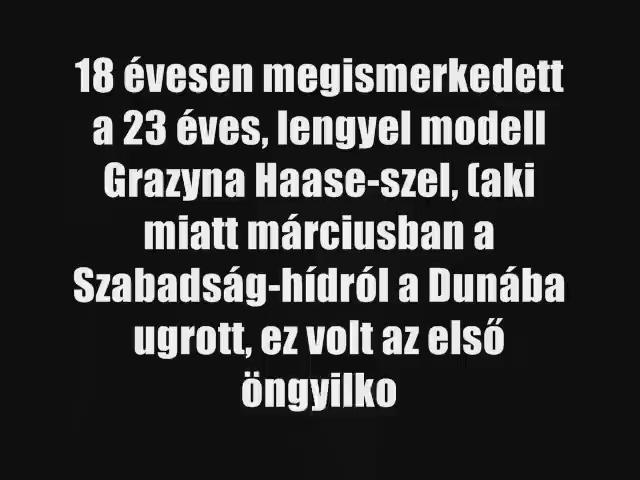 18 évesen megismerkedett
a 23 éves, lengyel modell
Grazyna Haase-szel, (aki
miatt márciusban a
Szabadság-hídról a Dunába
ugrott, ez volt az első
öngyilko